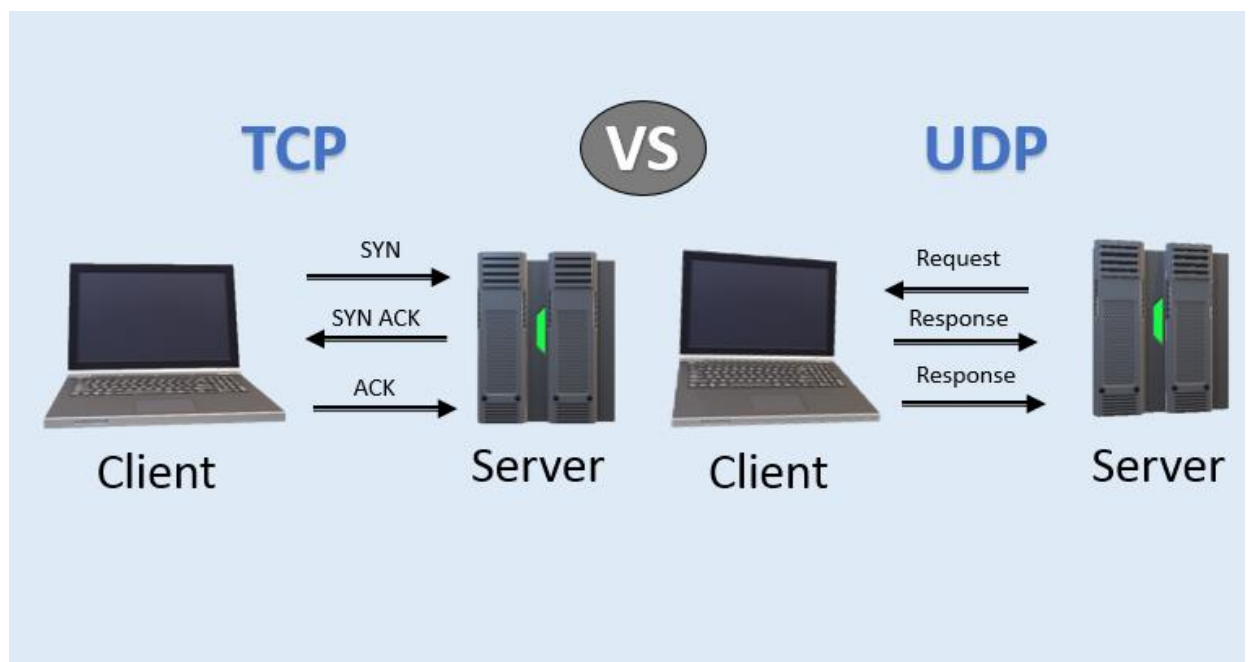 TCP
VS
UDP
SYN
SYN ACK
ACK
Client
Server
Request
Response
Response
Client
Server